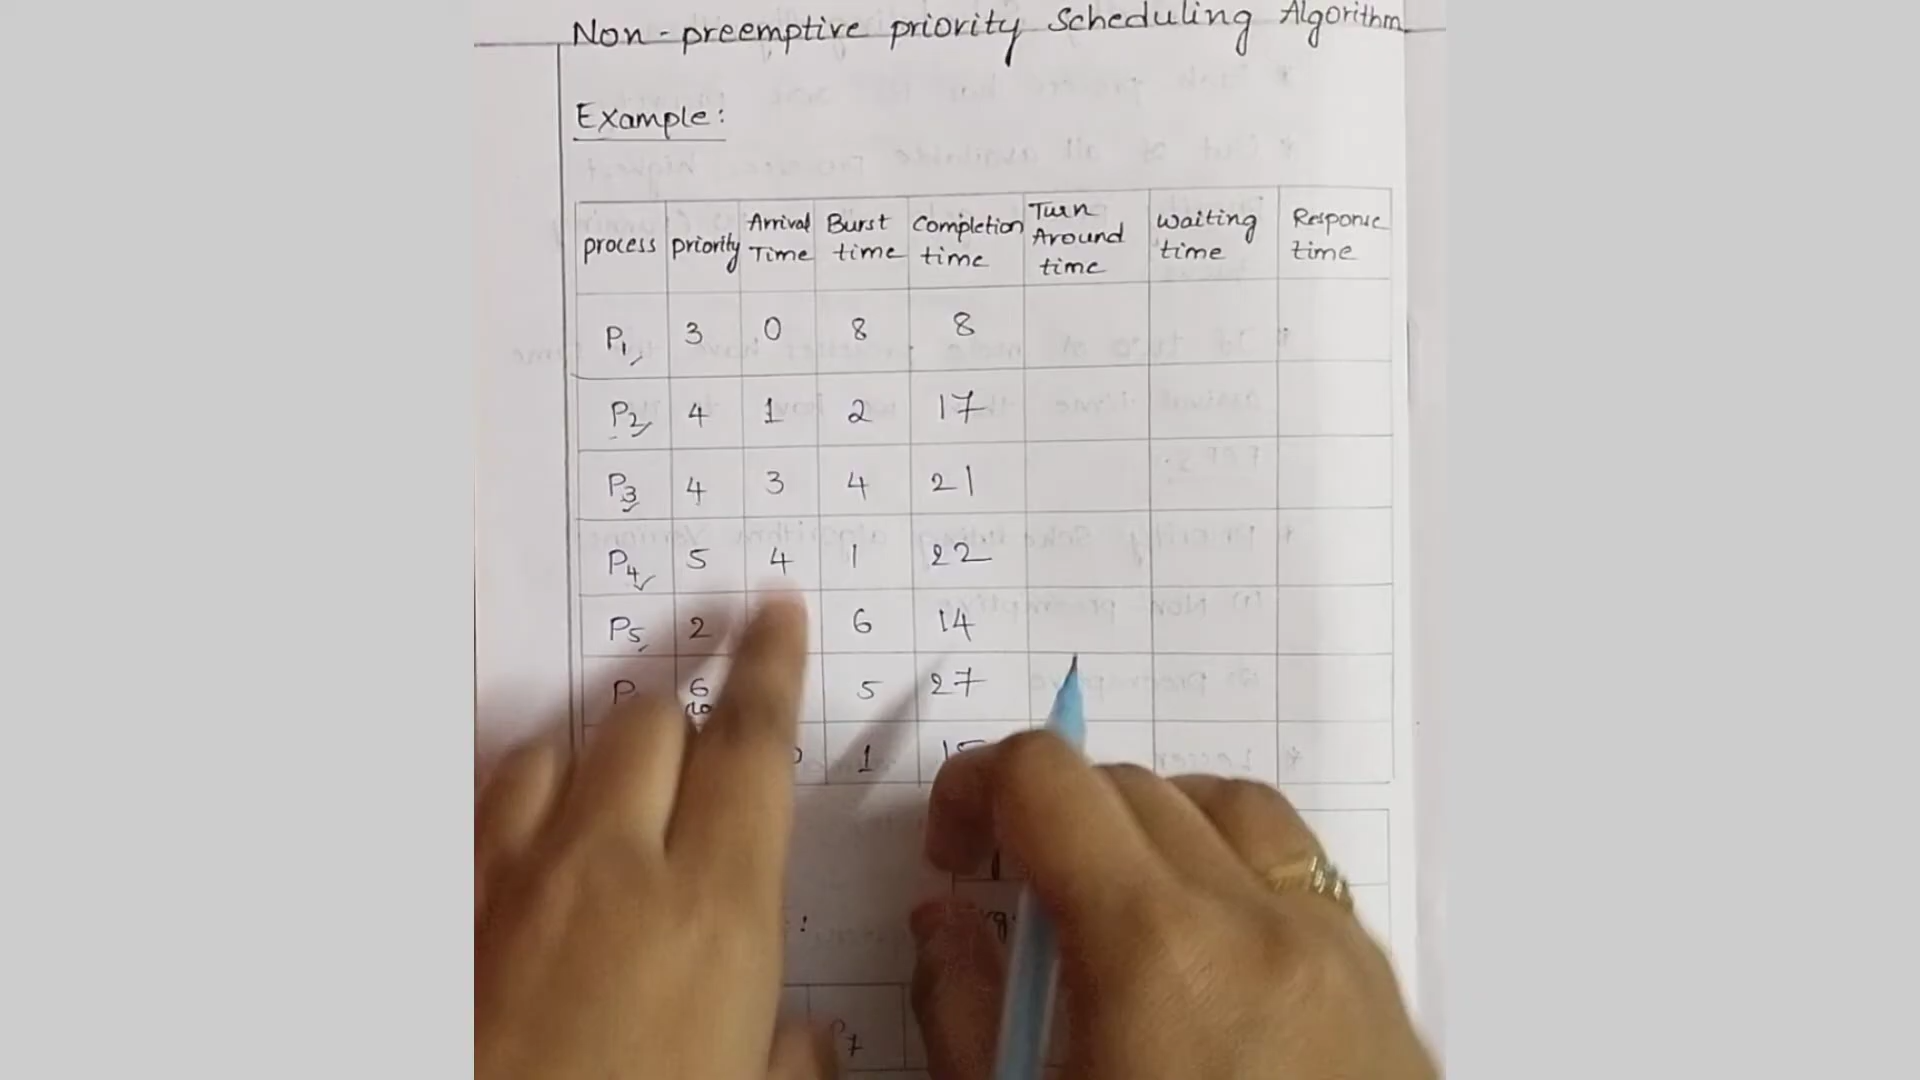 Non-preemptive priority Scheduling Algorithm
Example:
process priority Arrival Time Burst time Completion time Turn Around time waiting time Response time
P1 3 0 8 8
P2 4 1 2 17
P3 4 3 4 21
P4 5 4 1 22
P5 2 6 14
P 6 5 27
1 15
P7